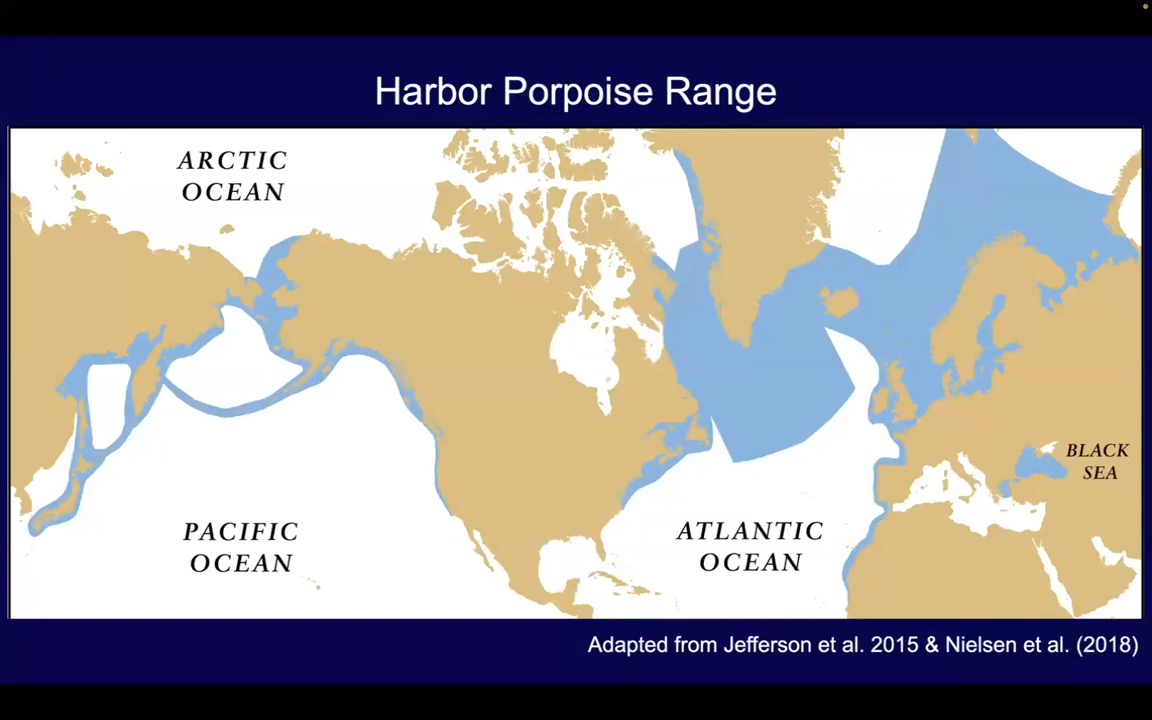 Harbor Porpoise Range
ARCTIC
OCEAN
BLACK
SEA
PACIFIC
OCEAN
ATLANTIC
OCEAN
Adapted from Jefferson et al. 2015 & Nielsen et al. (2018)